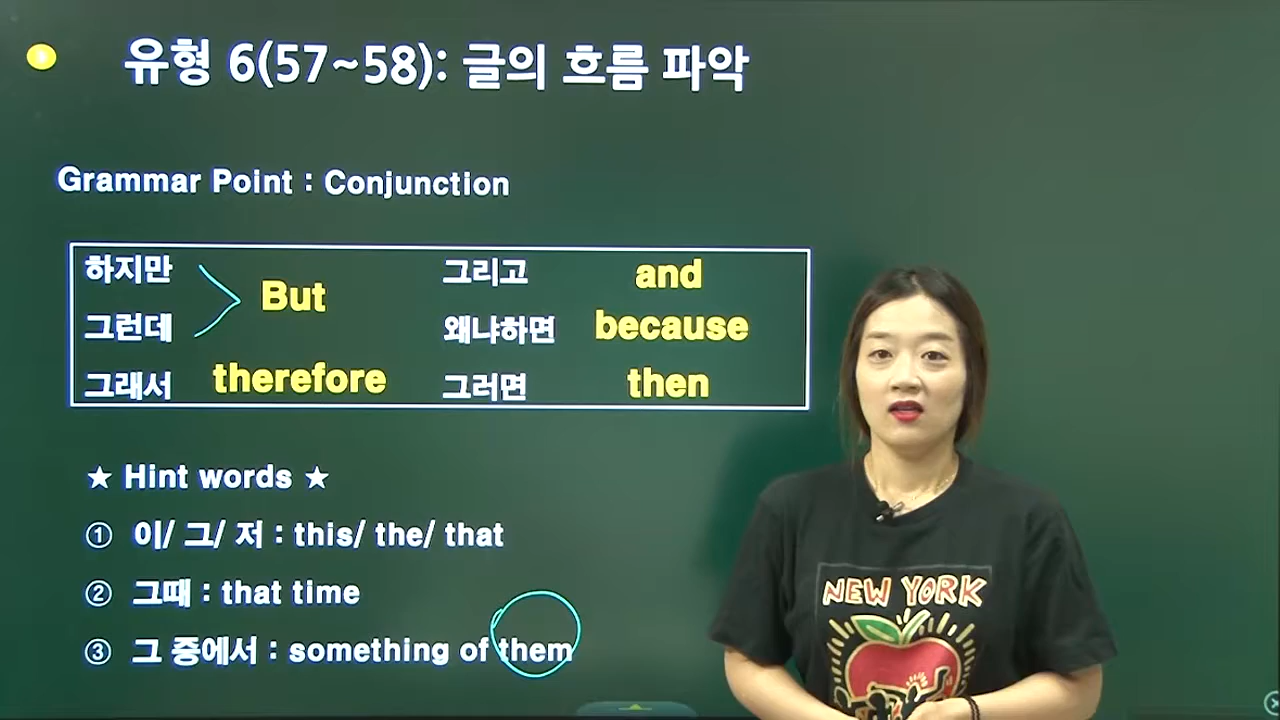 유형 6(57~58): 글의 흐름 파악
Grammar Point : Conjunction
하지만 But 그리고 and
그런데 왜냐하면 because
그래서 therefore 그러면 then
★ Hint words ★
① 이/ 그/ 저 : this/ the/ that
② 그때 : that time
③ 그 중에서 : something of them
NEW YORK